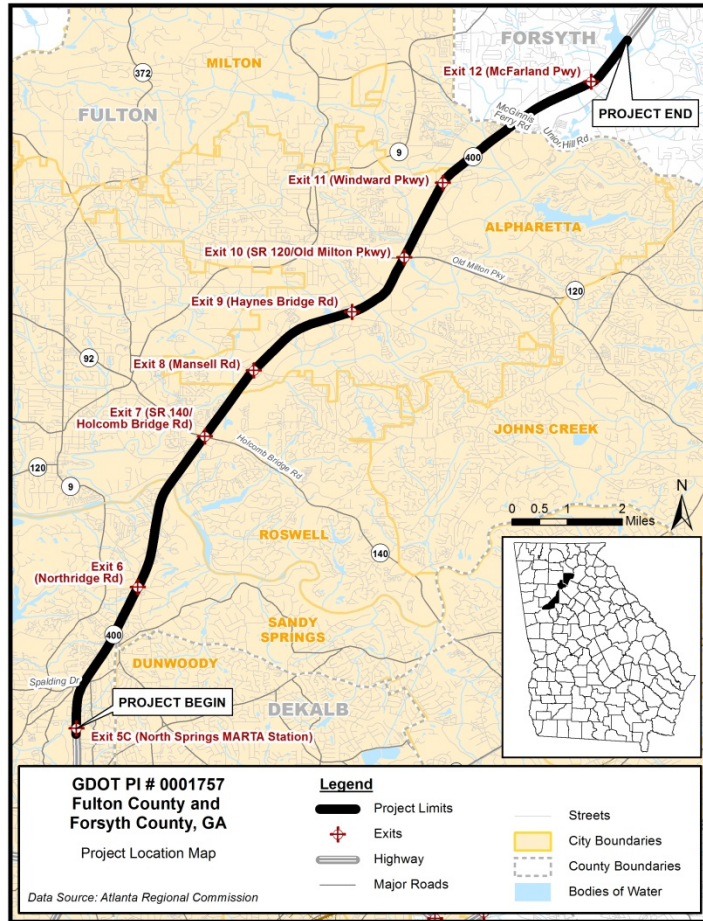 FORSYTH
MILTON
372
Exit 12 (McFarland Pwy)
FULTON
PROJECT END
McGinnis
Ferry Rd
Union Hill Rd
9
400
Exit 11 (Windward Pkwy)
ALPHARETTA
Exit 10 (SR 120/Old Milton Pkwy)
Old Milton Pky
120
Exit 9 (Haynes Bridge Rd)
92
Exit 8 (Mansell Rd)
Exit 7 (SR 140/
Holcomb Bridge Rd)
JOHNS CREEK
Holcomb Bridge Rd
120
9
N
0 0.5 1 2
Miles
ROSWELL
140
Exit 6
(Northridge Rd)
SANDY
SPRINGS
400
DUNWOODY
Spalding Dr
PROJECT BEGIN
DEKALB
Exit 5C (North Springs MARTA Station)
GDOT PI # 0001757
Fulton County and
Forsyth County, GA
Project Location Map
Data Source: Atlanta Regional Commission
Legend
Project Limits
Exits
Highway
Major Roads
Streets
City Boundaries
County Boundaries
Bodies of Water